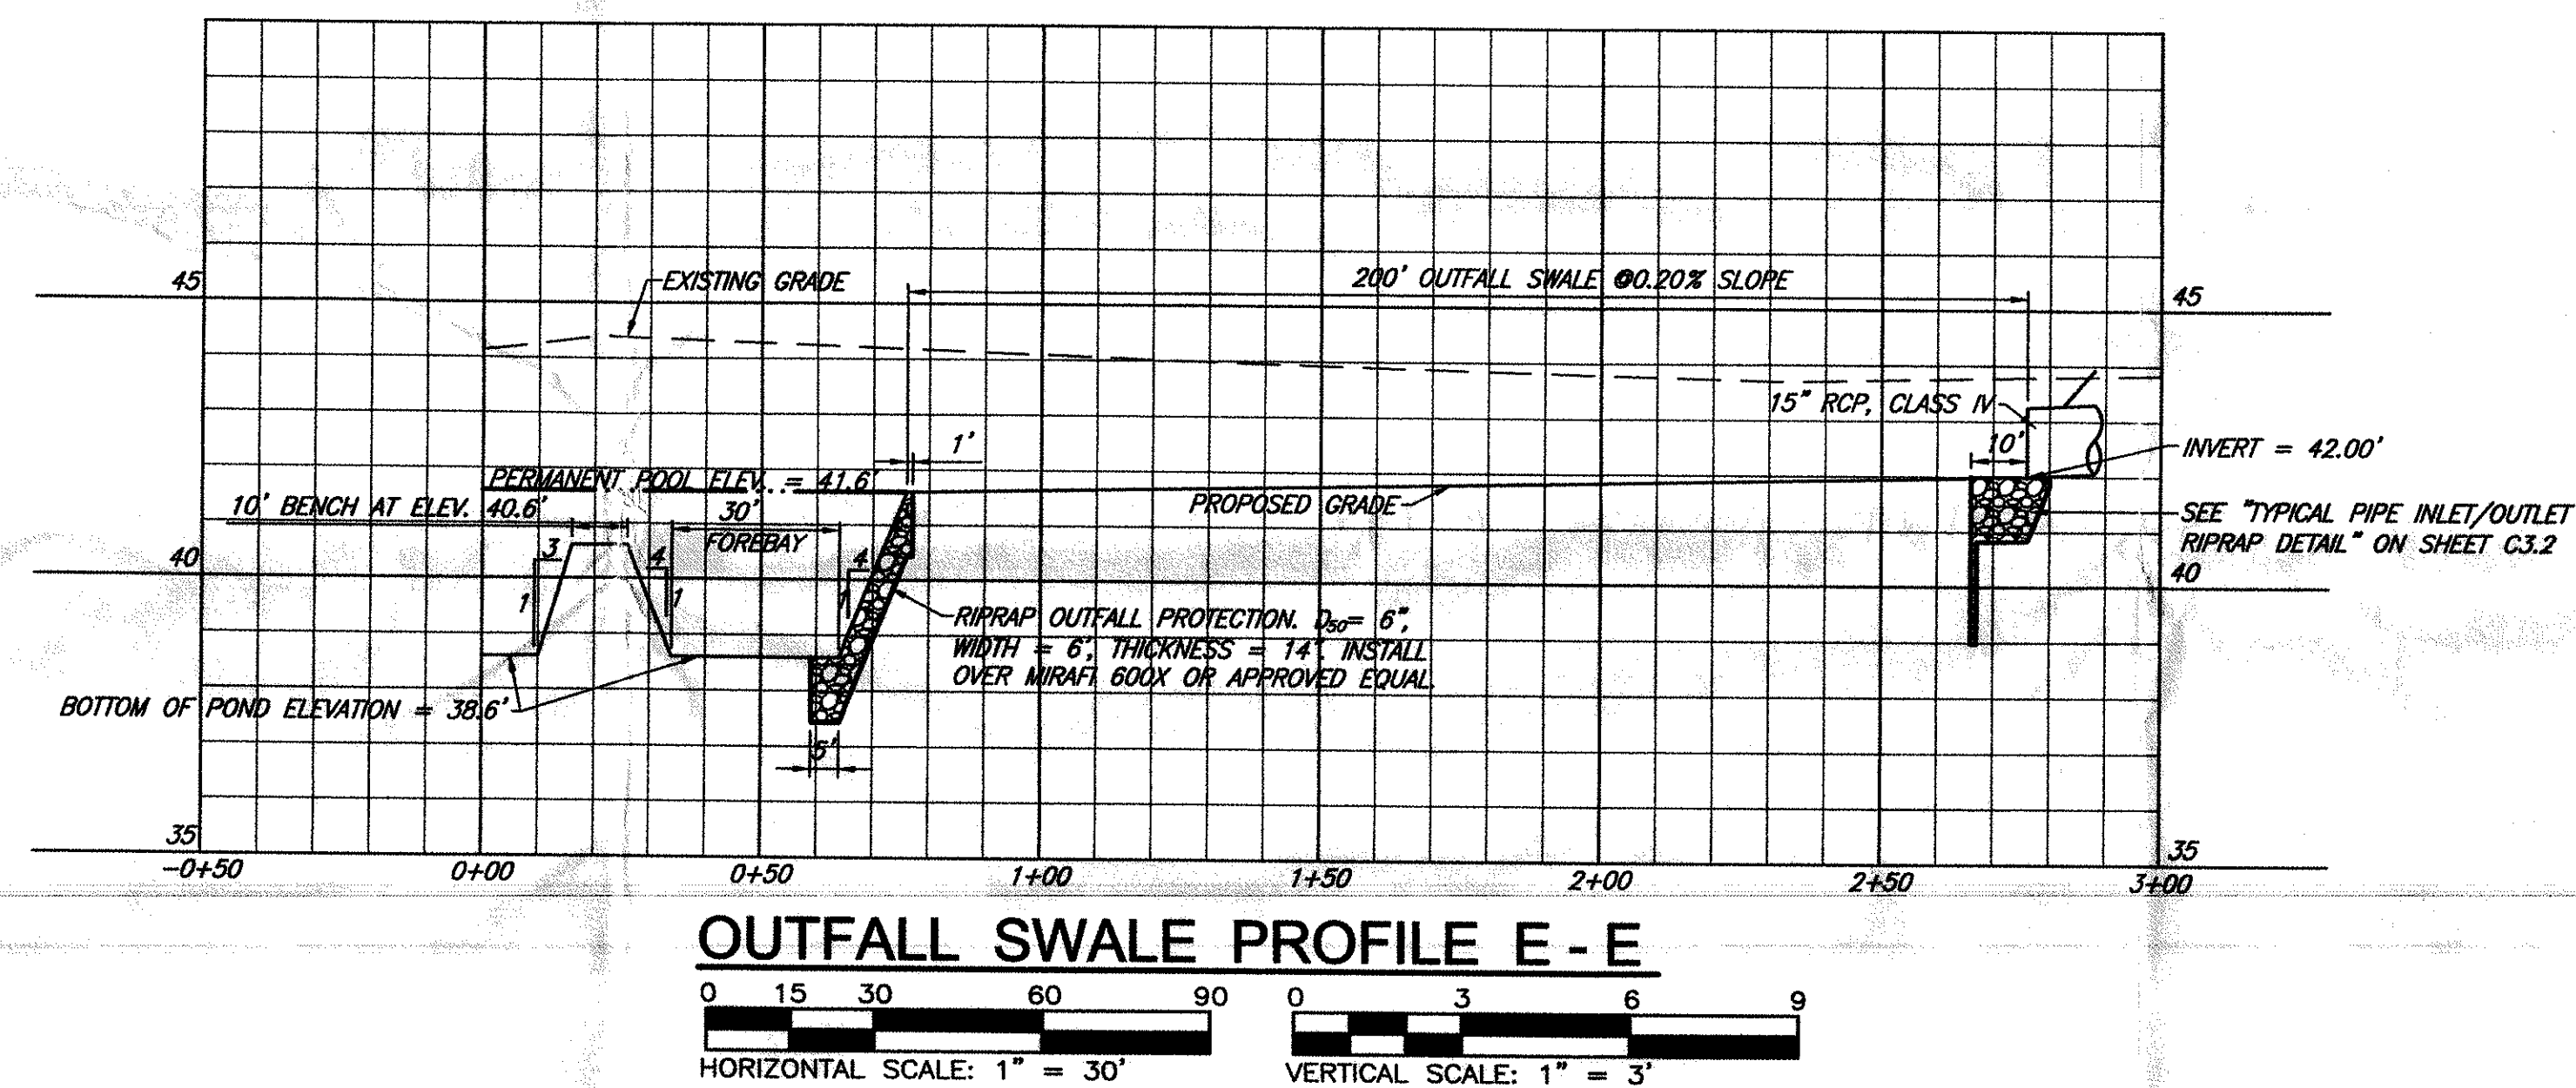 45
EXISTING GRADE
200' OUTFALL SWALE @0.20% SLOPE
45
15" RCP, CLASS IV
1'
10'
INVERT = 42.00'
PERMANENT POOL ELEV. = 41.6'
10' BENCH AT ELEV. 40.6'
30'
FOREBAY
PROPOSED GRADE
SEE "TYPICAL PIPE INLET/OUTLET
RIPRAP DETAIL" ON SHEET C3.2
40
3
1
4
1
4
1
40
RIPRAP OUTFALL PROTECTION. D50= 6",
WIDTH = 6', THICKNESS = 14". INSTALL
OVER MIRAFI 600X OR APPROVED EQUAL.
BOTTOM OF POND ELEVATION = 38.6'
5'
35
35
-0+50 0+00 0+50 1+00 1+50 2+00 2+50 3+00
OUTFALL SWALE PROFILE E - E
0 15 30 60 90
HORIZONTAL SCALE: 1" = 30'
0 3 6 9
VERTICAL SCALE: 1" = 3'